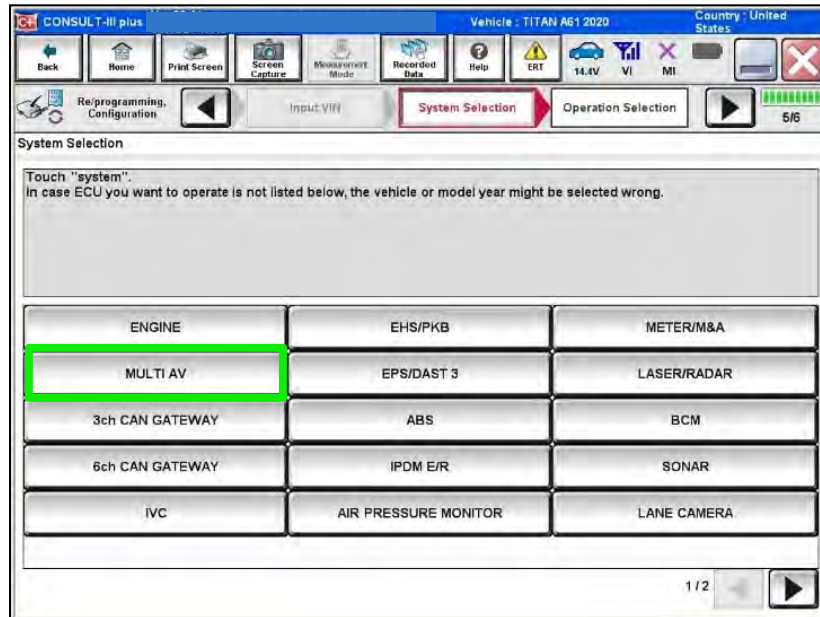 C+ CONSULT-III plus
Vehicle : TITAN A61 2020
Country : United States
Back
Home
Print Screen
Screen Capture
Measurement Mode
Recorded Data
Help
ERT
14.4V
VI
MI
Re/programming, Configuration
Input VIN
System Selection
Operation Selection
5/6
System Selection
Touch "system".
In case ECU you want to operate is not listed below, the vehicle or model year might be selected wrong.
ENGINE
EHS/PKB
METER/M&A
MULTI AV
EPS/DAST 3
LASER/RADAR
3ch CAN GATEWAY
ABS
BCM
6ch CAN GATEWAY
IPDM E/R
SONAR
IVC
AIR PRESSURE MONITOR
LANE CAMERA
1/2